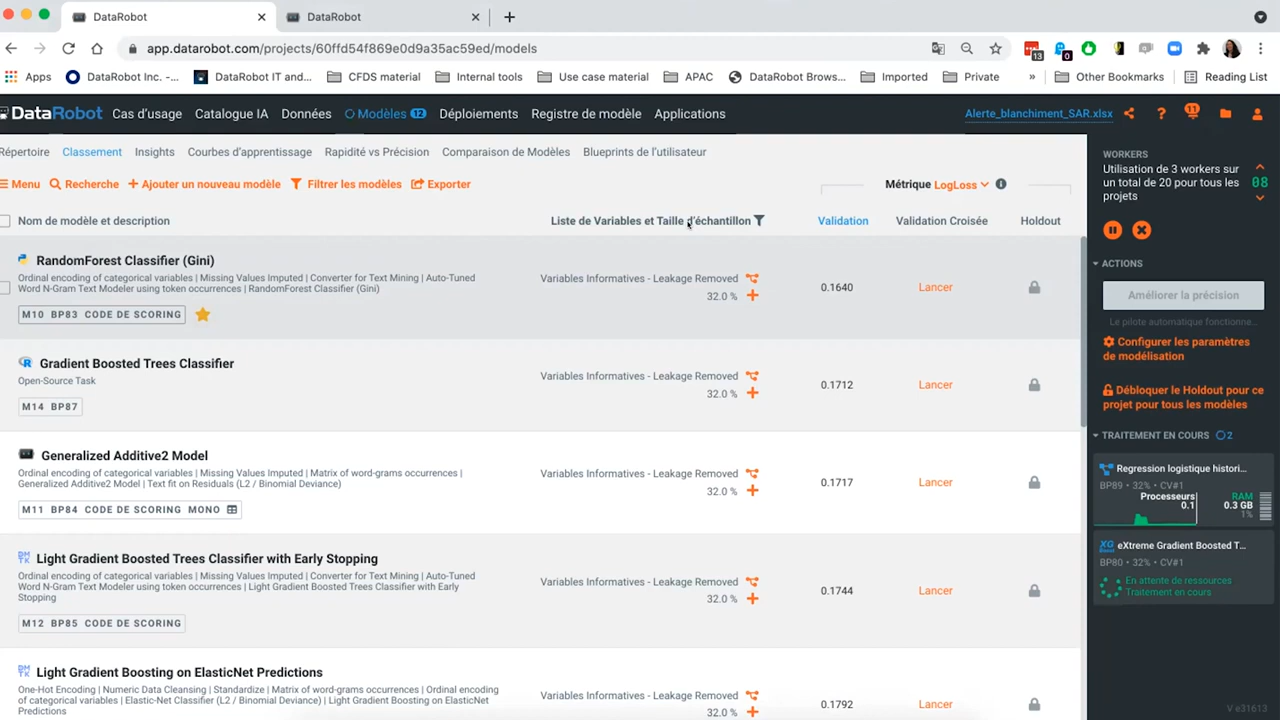 DataRobot
DataRobot
app.datarobot.com/projects/60ffd54f869e0d9a35ac59ed/models
13
0
Apps
DataRobot Inc. -...
DataRobot IT and...
CFDS material
Internal tools
Use case material
APAC
DataRobot Brows...
Imported
Private
»
Other Bookmarks
Reading List
DataRobot
Cas d'usage
Catalogue IA
Données
Modèles 12
Déploiements
Registre de modèle
Applications
Alerte_blanchiment_SAR.xlsx
?
11
Répertoire
Classement
Insights
Courbes d'apprentissage
Rapidité vs Précision
Comparaison de Modèles
Blueprints de l'utilisateur
Menu
Recherche
Ajouter un nouveau modèle
Filtrer les modèles
Exporter
Métrique LogLoss
Nom de modèle et description
Liste de Variables et Taille d'échantillon
Validation
Validation Croisée
Holdout
RandomForest Classifier (Gini)
Ordinal encoding of categorical variables | Missing Values Imputed | Converter for Text Mining | Auto-Tuned
Word N-Gram Text Modeler using token occurrences | RandomForest Classifier (Gini)
M10 BP83 CODE DE SCORING
Variables Informatives - Leakage Removed
32.0 %
0.1640
Lancer
Gradient Boosted Trees Classifier
Open-Source Task
M14 BP87
Variables Informatives - Leakage Removed
32.0 %
0.1712
Lancer
Generalized Additive2 Model
Ordinal encoding of categorical variables | Missing Values Imputed | Matrix of word-grams occurrences |
Generalized Additive2 Model | Text fit on Residuals (L2 / Binomial Deviance)
M11 BP84 CODE DE SCORING MONO
Variables Informatives - Leakage Removed
32.0 %
0.1717
Lancer
Light Gradient Boosted Trees Classifier with Early Stopping
Ordinal encoding of categorical variables | Missing Values Imputed | Converter for Text Mining | Auto-Tuned
Word N-Gram Text Modeler using token occurrences | Light Gradient Boosted Trees Classifier with Early
Stopping
M12 BP85 CODE DE SCORING
Variables Informatives - Leakage Removed
32.0 %
0.1744
Lancer
Light Gradient Boosting on ElasticNet Predictions
One-Hot Encoding | Numeric Data Cleansing | Standardize | Matrix of word-grams occurrences | Ordinal encoding
of categorical variables | Elastic-Net Classifier (L2 / Binomial Deviance) | Light Gradient Boosting on ElasticNet
Predictions
Variables Informatives - Leakage Removed
32.0 %
0.1792
Lancer
WORKERS
Utilisation de 3 workers sur
un total de 20 pour tous les
projets
08
ACTIONS
Améliorer la précision
Le pilote automatique fonctionne...
Configurer les paramètres
de modélisation
Débloquer le Holdout pour ce
projet pour tous les modèles
TRAITEMENT EN COURS 2
Regression logistique histori...
BP89 • 32% • CV#1
Processeurs
0.1
RAM
0.3 GB
1%
eXtreme Gradient Boosted T...
BP80 • 32% • CV#1
En attente de ressources
Traitement en cours
V e31613